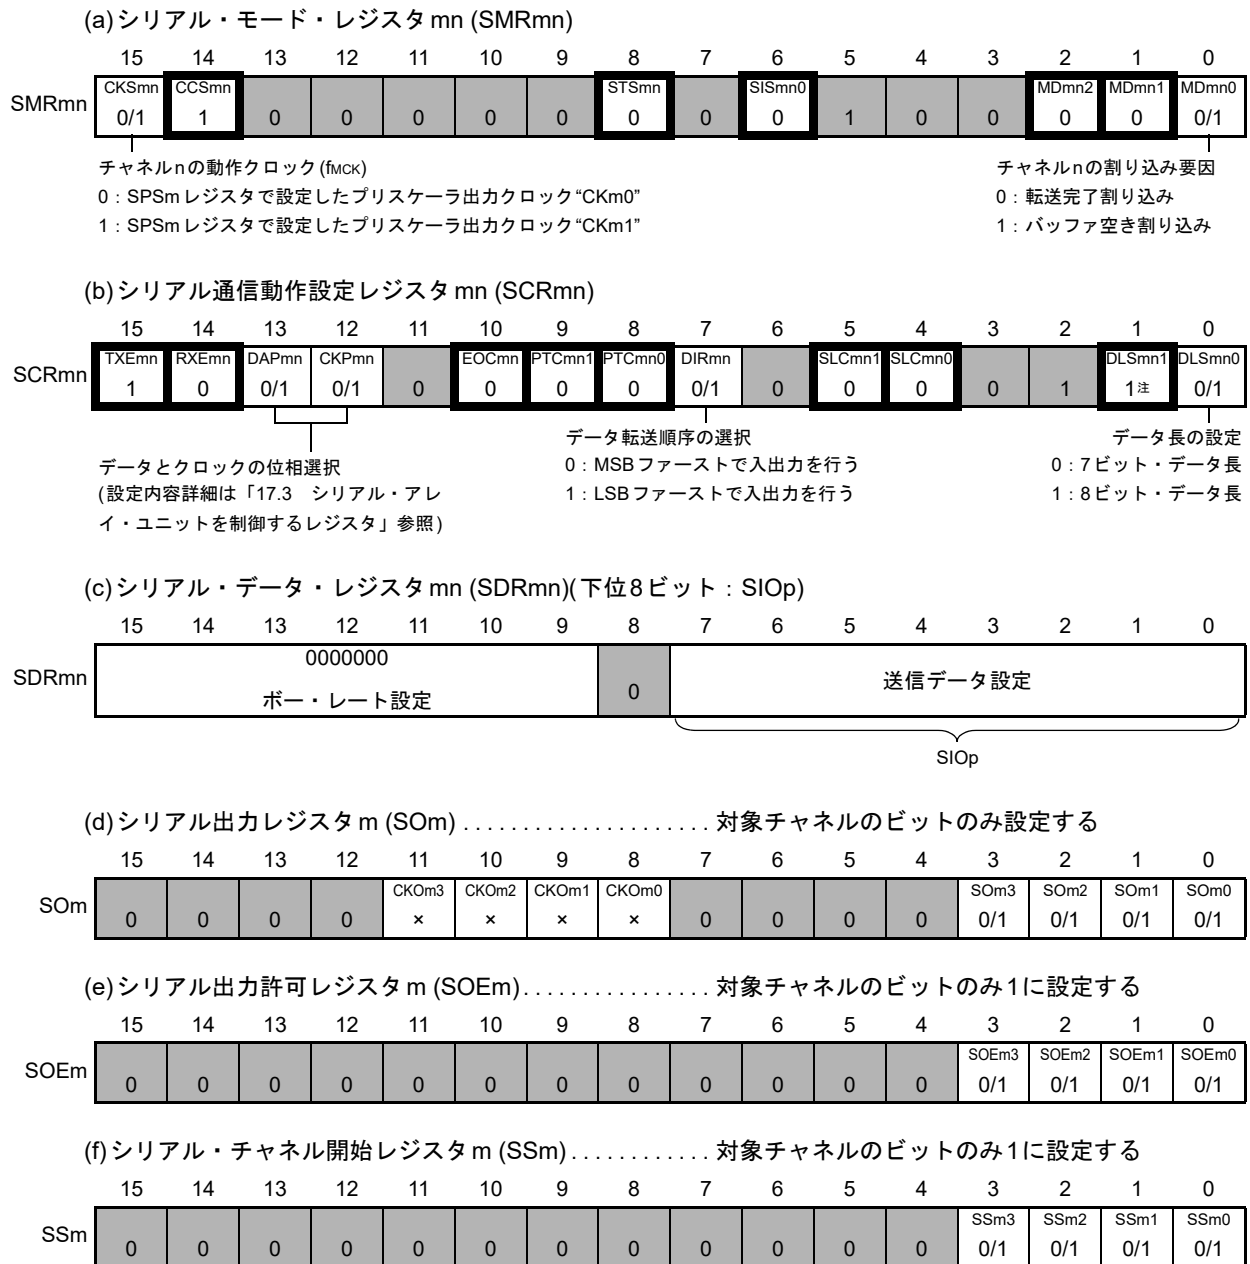 (a)シリアル・モード・レジスタmn (SMRmn)
15 14 13 12 11 10 9 8 7 6 5 4 3 2 1 0
CKSmn CCSmn STSmn SISmn0 MDmn2 MDmn1 MDmn0
SMRmn 0/1 1 0 0 0 0 0 0 0 0 1 0 0 0 0 0/1
チャネルnの動作クロック(fMCK)
0：SPSmレジスタで設定したプリスケーラ出力クロック“CKm0”
1：SPSmレジスタで設定したプリスケーラ出力クロック“CKm1”
チャネルnの割り込み要因
0：転送完了割り込み
1：バッファ空き割り込み
(b)シリアル通信動作設定レジスタmn (SCRmn)
15 14 13 12 11 10 9 8 7 6 5 4 3 2 1 0
TXEmn RXEmn DAPmn CKPmn EOCmn PTCmn1 PTCmn0 DIRmn SLCmn1 SLCmn0 DLSmn1 DLSmn0
SCRmn 1 0 0/1 0/1 0 0 0 0 0/1 0 0 0 0 1 1注 0/1
データとクロックの位相選択
(設定内容詳細は「17.3 シリアル・アレ
イ・ユニットを制御するレジスタ」参照)
データ転送順序の選択
0：MSBファーストで入出力を行う
1：LSBファーストで入出力を行う
データ長の設定
0：7ビット・データ長
1：8ビット・データ長
(c)シリアル・データ・レジスタmn (SDRmn)(下位8ビット：SIOp)
15 14 13 12 11 10 9 8 7 6 5 4 3 2 1 0
SDRmn 0000000
ボー・レート設定 0 送信データ設定
SIOp
(d)シリアル出力レジスタm (SOm) . . . . . . . . . . . . . . . . . . . . . 対象チャネルのビットのみ設定する
15 14 13 12 11 10 9 8 7 6 5 4 3 2 1 0
CKOm3 CKOm2 CKOm1 CKOm0 SOm3 SOm2 SOm1 SOm0
SOm 0 0 0 0 × × × × 0 0 0 0 0/1 0/1 0/1 0/1
(e)シリアル出力許可レジスタm (SOEm). . . . . . . . . . . . . . . . 対象チャネルのビットのみ1に設定する
15 14 13 12 11 10 9 8 7 6 5 4 3 2 1 0
SOEm3 SOEm2 SOEm1 SOEm0
SOEm 0 0 0 0 0 0 0 0 0 0 0 0 0/1 0/1 0/1 0/1
(f)シリアル・チャネル開始レジスタm (SSm) . . . . . . . . . . . . 対象チャネルのビットのみ1に設定する
15 14 13 12 11 10 9 8 7 6 5 4 3 2 1 0
SSm3 SSm2 SSm1 SSm0
SSm 0 0 0 0 0 0 0 0 0 0 0 0 0/1 0/1 0/1 0/1